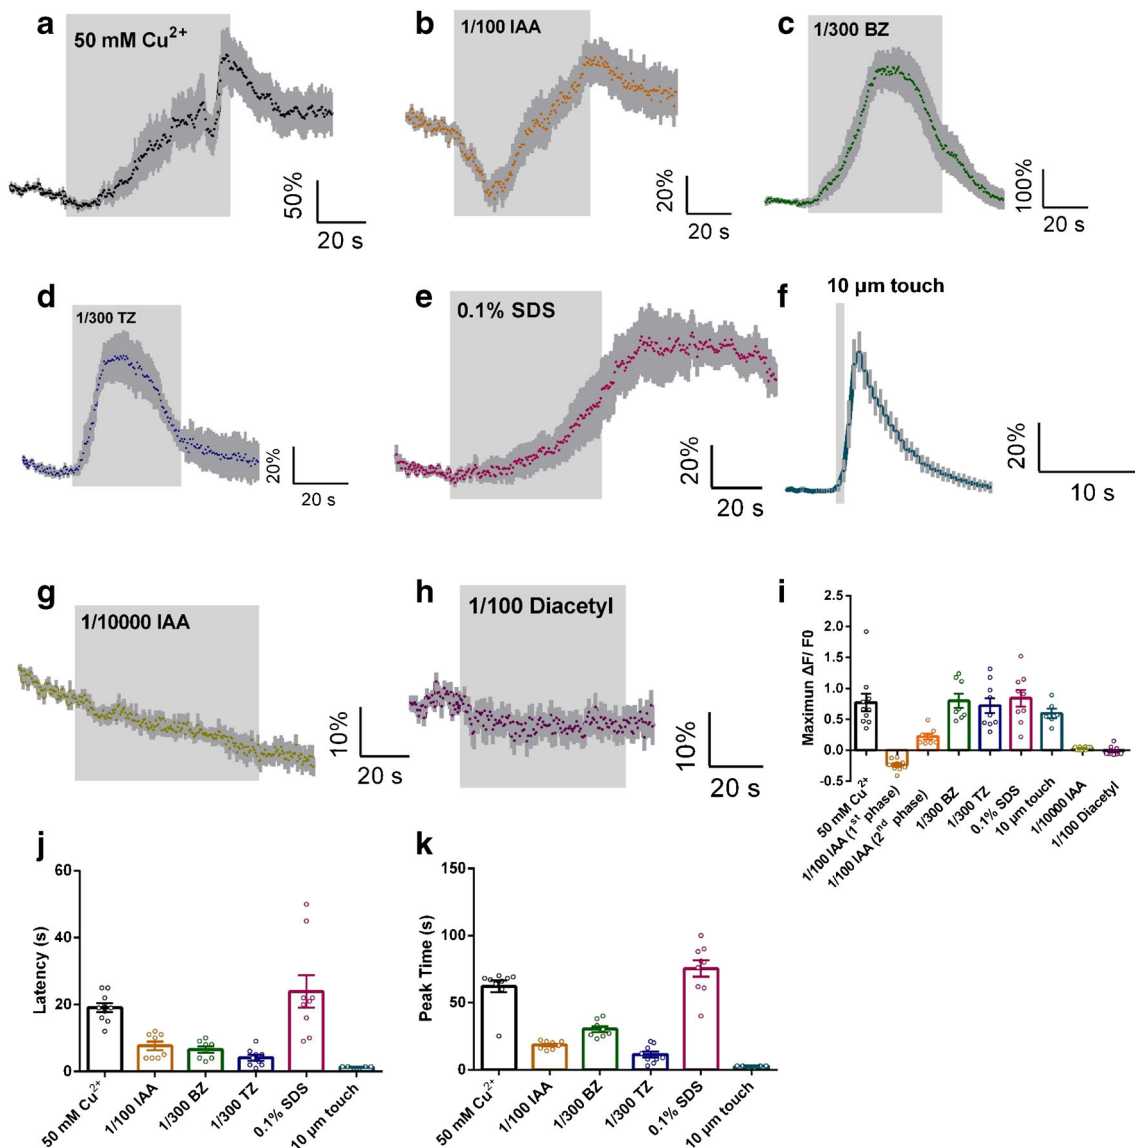 a
50 mM Cu²⁺
50%
20 s
b
1/100 IAA
20%
20 s
c
1/300 BZ
100%
20 s
d
1/300 TZ
20%
20 s
e
0.1% SDS
20%
20 s
f
10 µm touch
20%
10 s
g
1/10000 IAA
10%
20 s
h
1/100 Diacetyl
10%
20 s
i
Maximun ΔF/ F0
2.5
2.0
1.5
1.0
0.5
0.0
-0.5
50 mM Cu²⁺
1/100 IAA (1ˢᵗ phase)
1/100 IAA (2ⁿᵈ phase)
1/300 BZ
1/300 TZ
0.1% SDS
10 µm touch
1/10000 IAA
1/100 Diacetyl
j
Latency (s)
60
40
20
0
50 mM Cu²⁺
1/100 IAA
1/300 BZ
1/300 TZ
0.1% SDS
10 µm touch
k
Peak Time (s)
150
100
50
0
50 mM Cu²⁺
1/100 IAA
1/300 BZ
1/300 TZ
0.1% SDS
10 µm touch